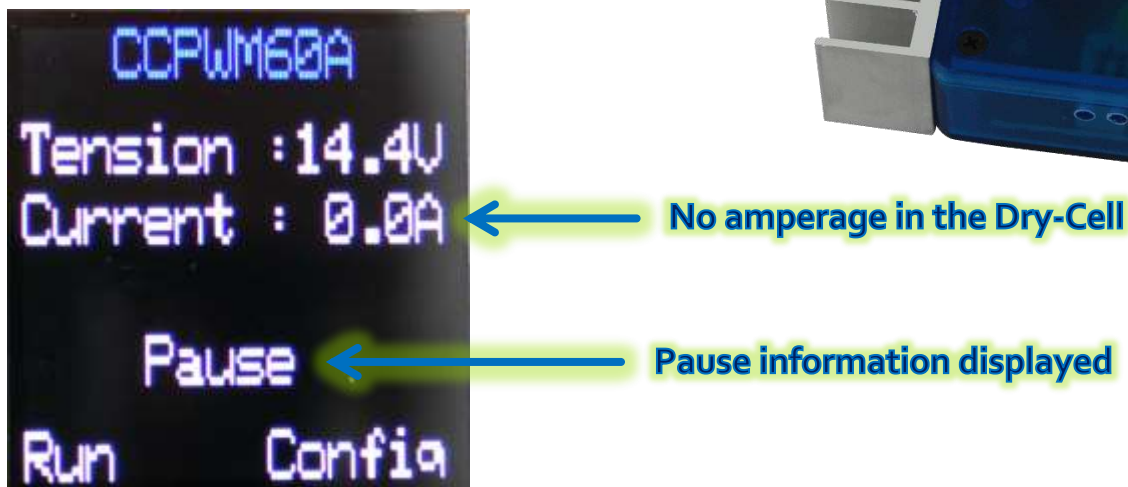 CCPWM60A
Tension :14.4V
Current : 0.0A
No amperage in the Dry-Cell
Pause information displayed
Pause
Run Config